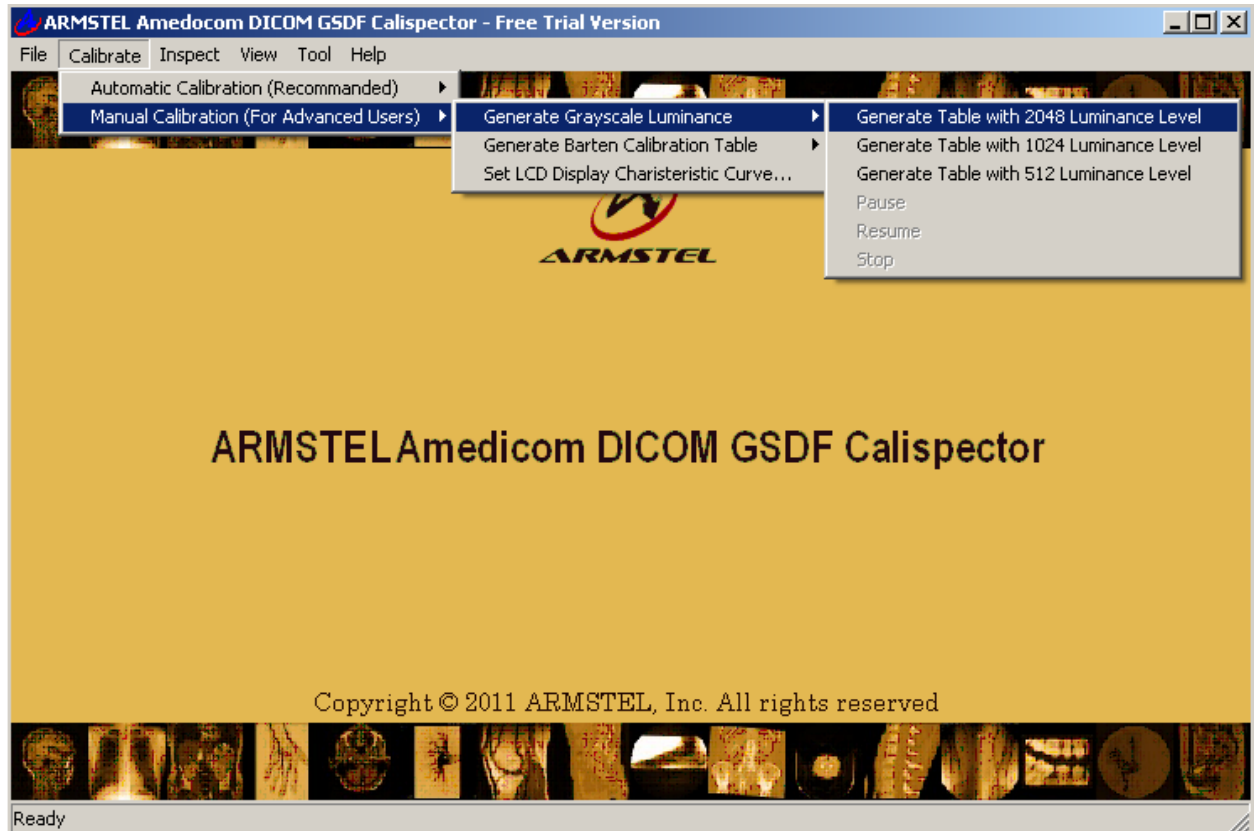 ARMSTEL Amedocom DICOM GSDF Calispector - Free Trial Version
File Calibrate Inspect View Tool Help
Automatic Calibration (Recommanded)
Manual Calibration (For Advanced Users)
Generate Grayscale Luminance
Generate Barten Calibration Table
Set LCD Display Charisteristic Curve...
Generate Table with 2048 Luminance Level
Generate Table with 1024 Luminance Level
Generate Table with 512 Luminance Level
Pause
Resume
Stop
ARMSTEL
ARMSTEL Amedicom DICOM GSDF Calispector
Copyright © 2011 ARMSTEL, Inc. All rights reserved
Ready